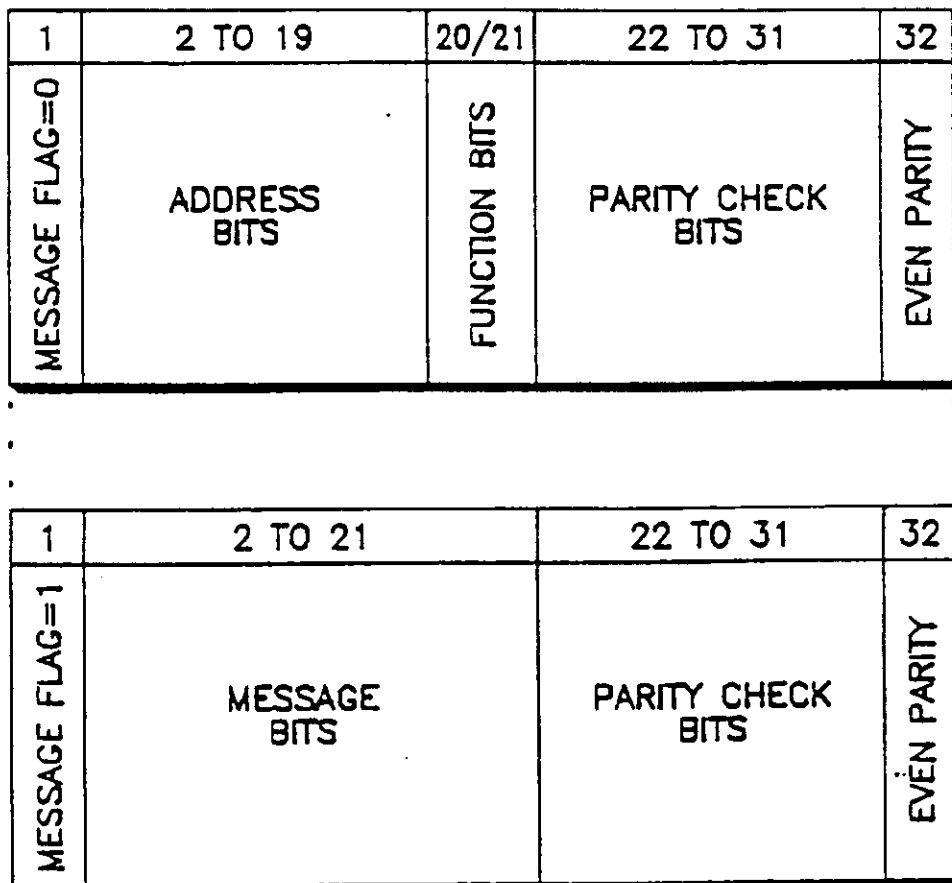 1 2 TO 19 20/21 22 TO 31 32
MESSAGE FLAG=0
ADDRESS
BITS
FUNCTION BITS
PARITY CHECK
BITS
EVEN PARITY
1 2 TO 21 22 TO 31 32
MESSAGE FLAG=1
MESSAGE
BITS
PARITY CHECK
BITS
EVEN PARITY